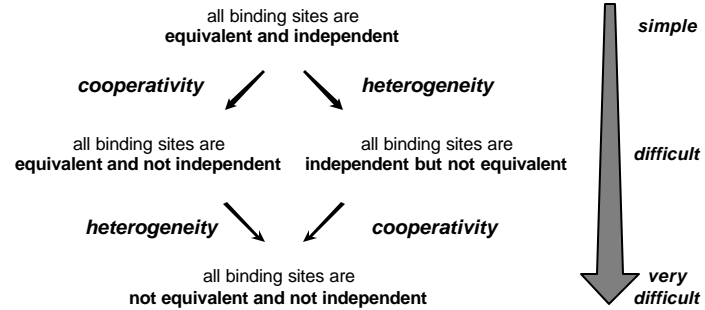 all binding sites are
equivalent and independent
simple
cooperativity
heterogeneity
all binding sites are
equivalent and not independent
all binding sites are
independent but not equivalent
difficult
heterogeneity
cooperativity
all binding sites are
not equivalent and not independent
very
difficult